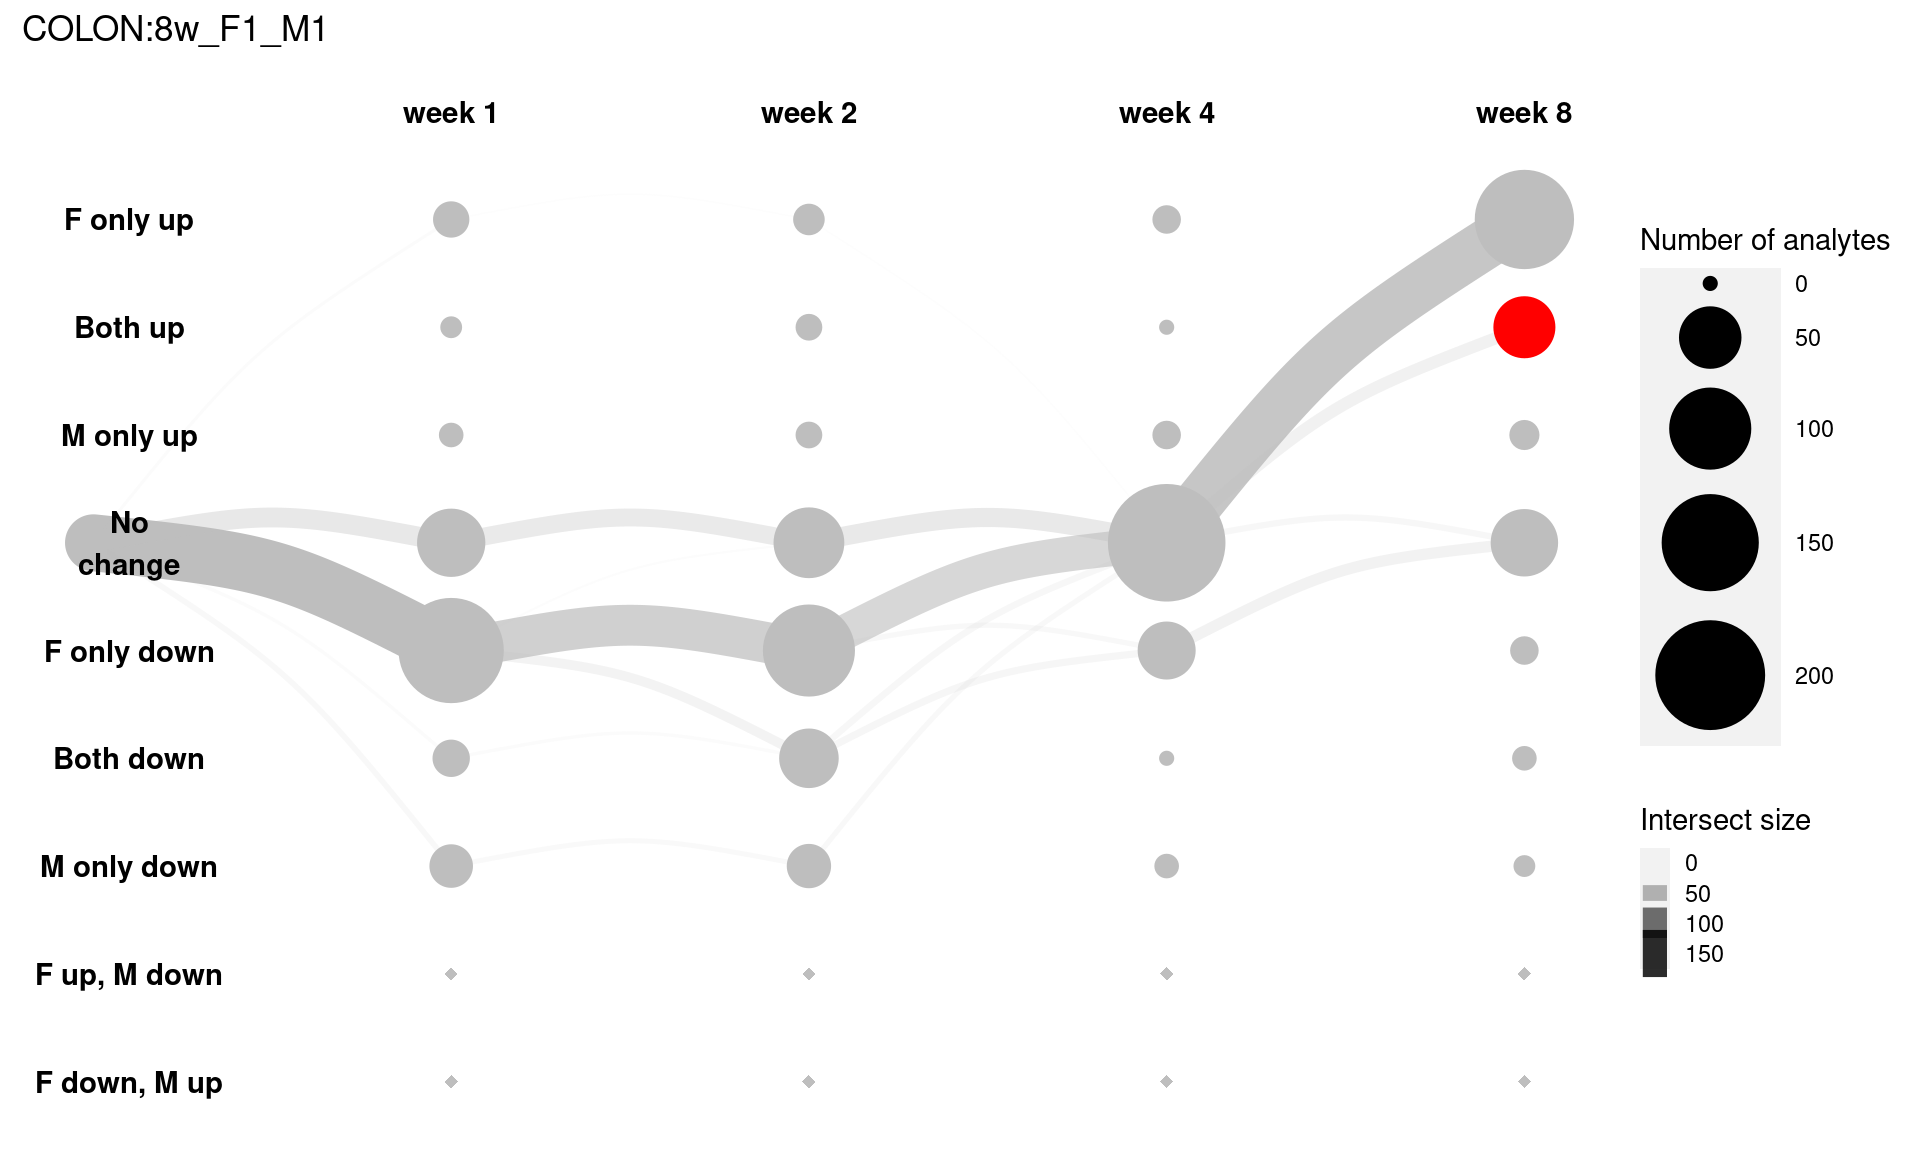 COLON:8w_F1_M1
week 1
week 2
week 4
week 8
F only up
Both up
M only up
No
change
F only down
Both down
M only down
F up, M down
F down, M up
Number of analytes
0
50
100
150
200
Intersect size
0
50
100
150